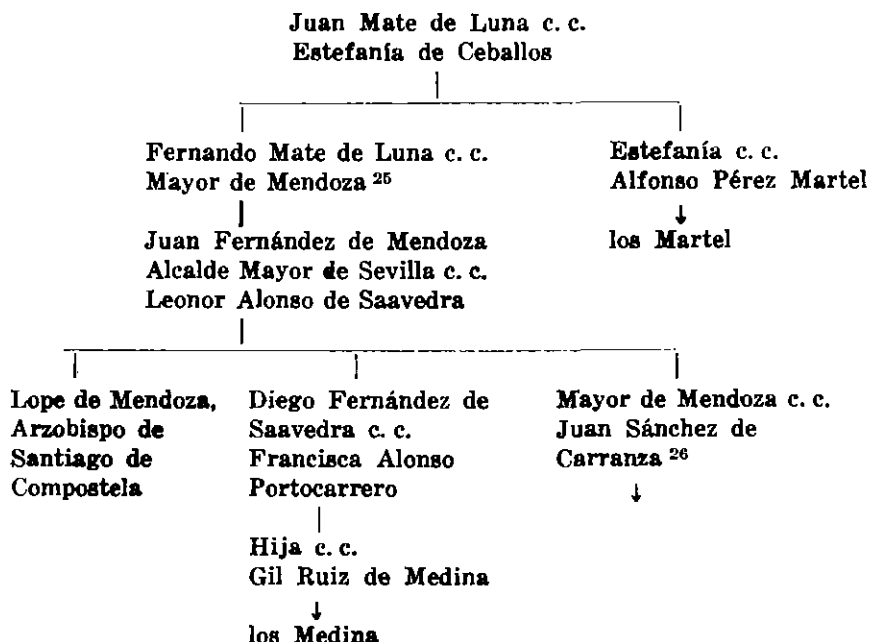 Juan Mate de Luna c. c.
Estefanía de Ceballos
Fernando Mate de Luna c. c.
Mayor de Mendoza ²⁵
Estefanía c. c.
Alfonso Pérez Martel
↓
los Martel
Juan Fernández de Mendoza
Alcalde Mayor de Sevilla c. c.
Leonor Alonso de Saavedra
Lope de Mendoza,
Arzobispo de
Santiago de
Compostela
Diego Fernández de
Saavedra c. c.
Francisca Alonso
Portocarrero
Hija c. c.
Gil Ruiz de Medina
↓
los Medina
Mayor de Mendoza c. c.
Juan Sánchez de
Carranza ²⁶
↓